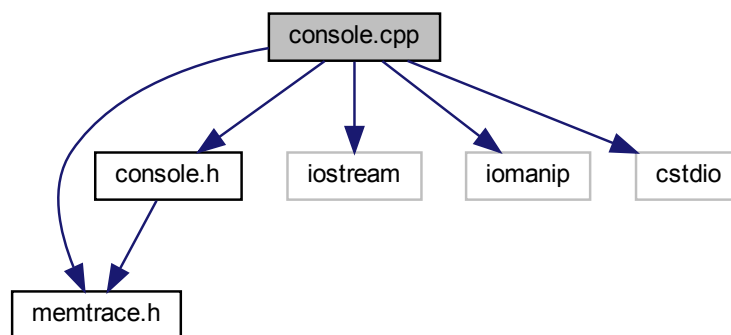 console.cpp
console.h
iostream
iomanip
cstdio
memtrace.h